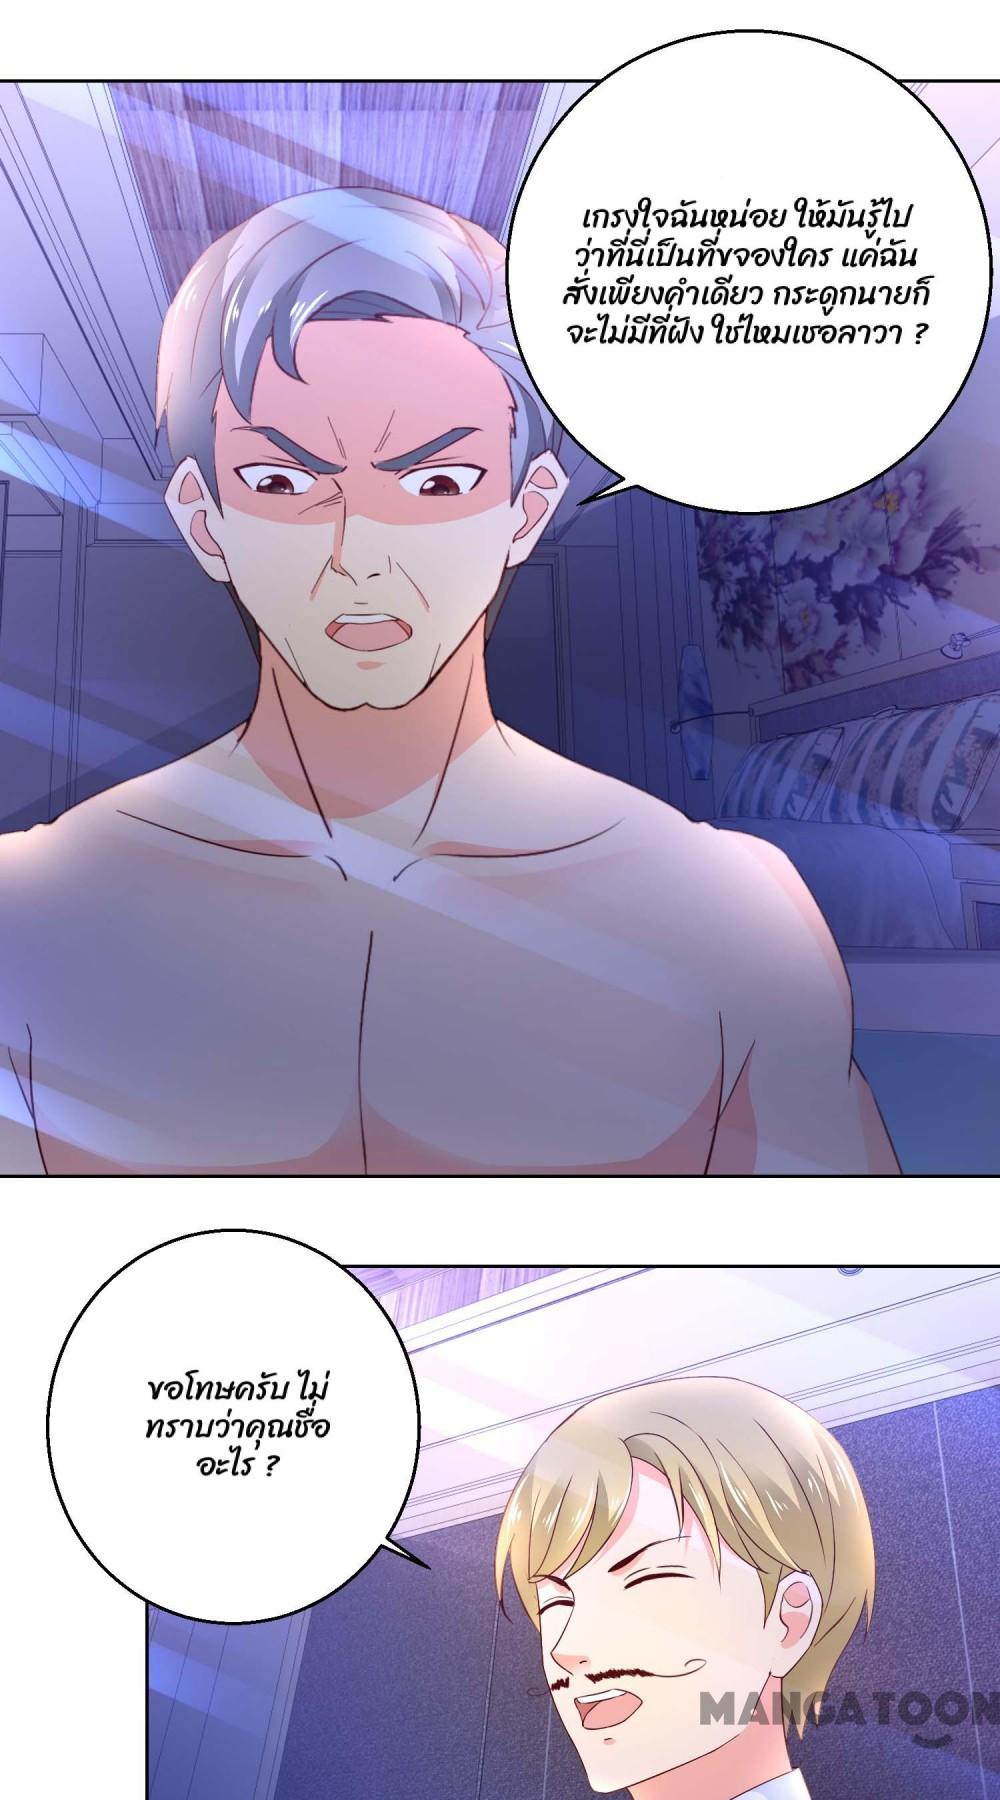 เกรงใจฉันหน่อย ให้มันรู้ไป
ว่าที่นี่เป็นที่ขจองใคร แค่ฉัน
สั่งเพียงคำเดียว กระดูกนายก็
จะไม่มีที่ฝัง ใช่ไหมเชอลาวา ?
ขอโทษครับ ไม่
ทราบว่าคุณชื่อ
อะไร ?
MANGATOON